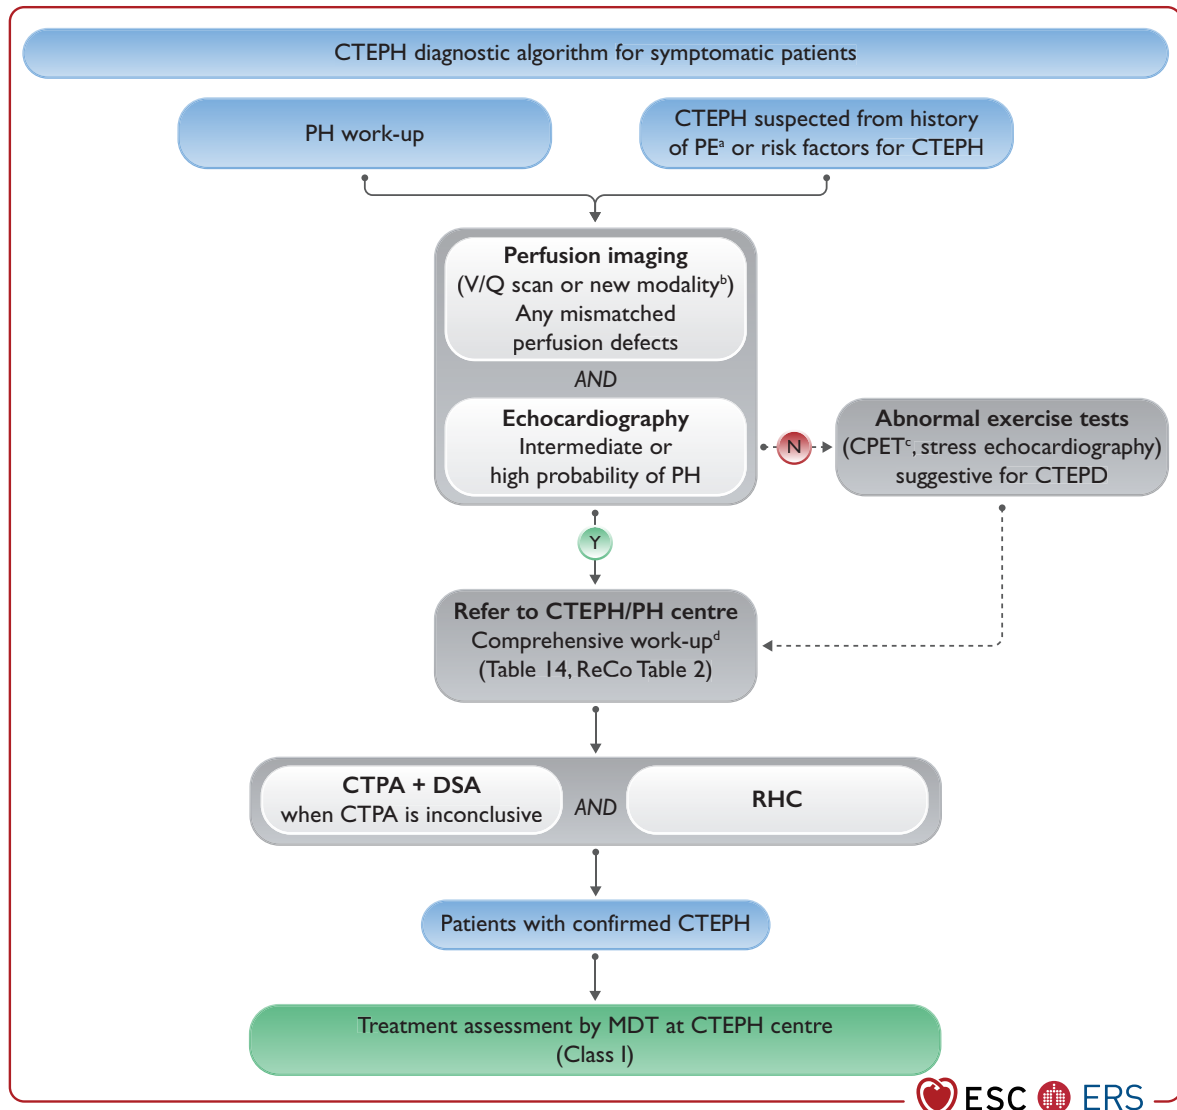 CTEPH diagnostic algorithm for symptomatic patients
PH work-up
CTEPH suspected from history
of PEᵃ or risk factors for CTEPH
Perfusion imaging
(V/Q scan or new modalityᵇ)
Any mismatched
perfusion defects
AND
Echocardiography
Intermediate or
high probability of PH
N
Abnormal exercise tests
(CPETᶜ, stress echocardiography)
suggestive for CTEPD
Y
Refer to CTEPH/PH centre
Comprehensive work-upᵈ
(Table 14, ReCo Table 2)
CTPA + DSA
when CTPA is inconclusive
AND
RHC
Patients with confirmed CTEPH
Treatment assessment by MDT at CTEPH centre
(Class I)
ESC ERS